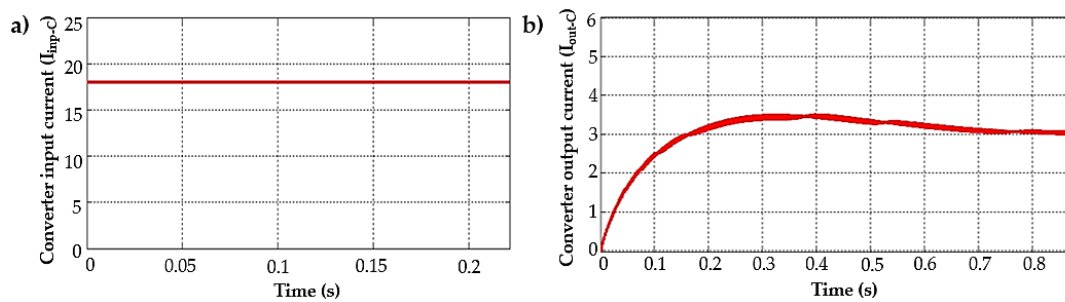 a)
Converter input current (I_inp-C)
25
20
15
10
5
0
0 0.05 0.1 0.15 0.2
Time (s)
b)
Converter output current (I_out-C)
6
5
4
3
2
1
0
0 0.1 0.2 0.3 0.4 0.5 0.6 0.7 0.8
Time (s)